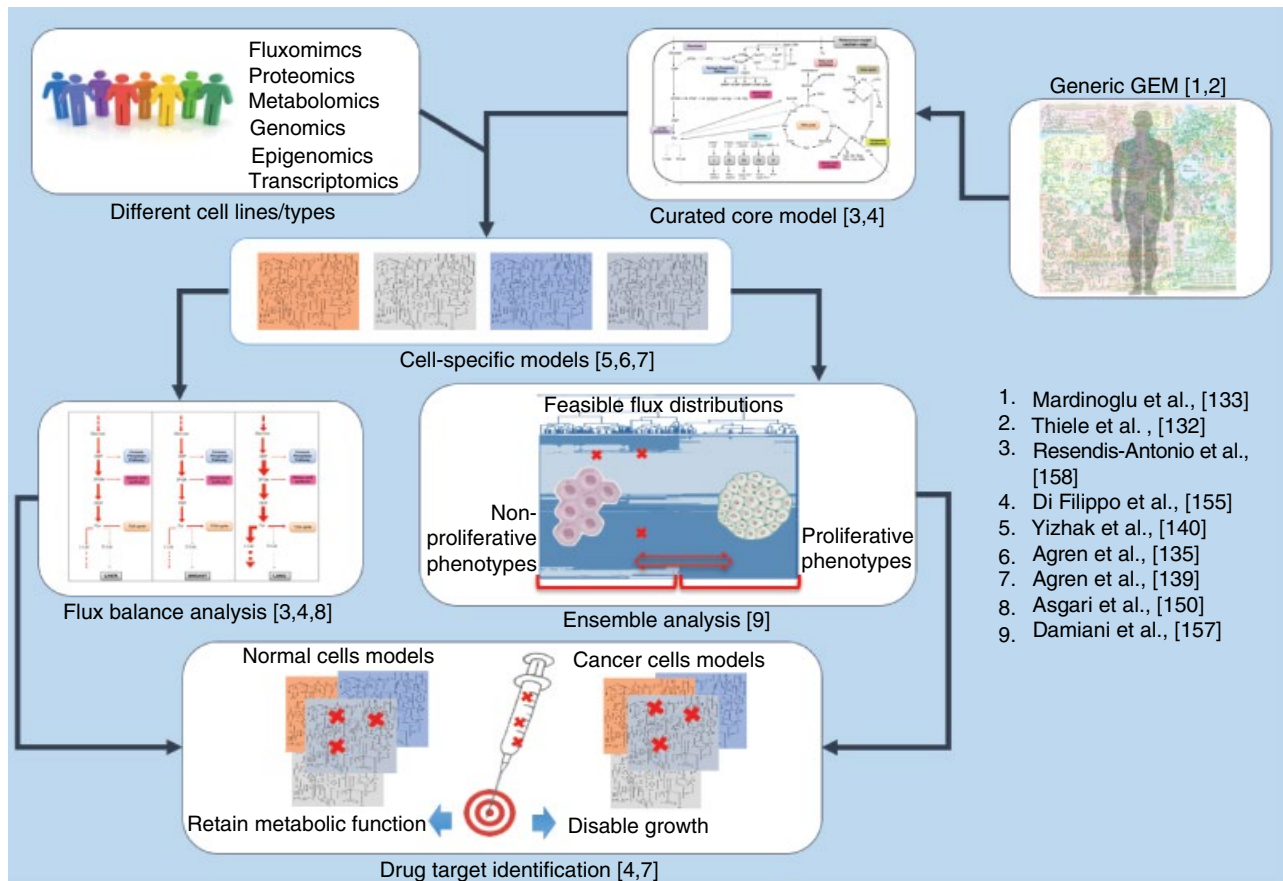 Fluxomimcs
Proteomics
Metabolomics
Genomics
Epigenomics
Transcriptomics
Different cell lines/types
Curated core model [3,4]
Generic GEM [1,2]
Cell-specific models [5,6,7]
LIVER
BREAST
LUNG
Flux balance analysis [3,4,8]
Feasible flux distributions
Non-
proliferative
phenotypes
Proliferative
phenotypes
Ensemble analysis [9]
1. Mardinoglu et al., [133]
2. Thiele et al. , [132]
3. Resendis-Antonio et al.,
[158]
4. Di Filippo et al., [155]
5. Yizhak et al., [140]
6. Agren et al., [135]
7. Agren et al., [139]
8. Asgari et al., [150]
9. Damiani et al., [157]
Normal cells models
Cancer cells models
Retain metabolic function
Disable growth
Drug target identification [4,7]